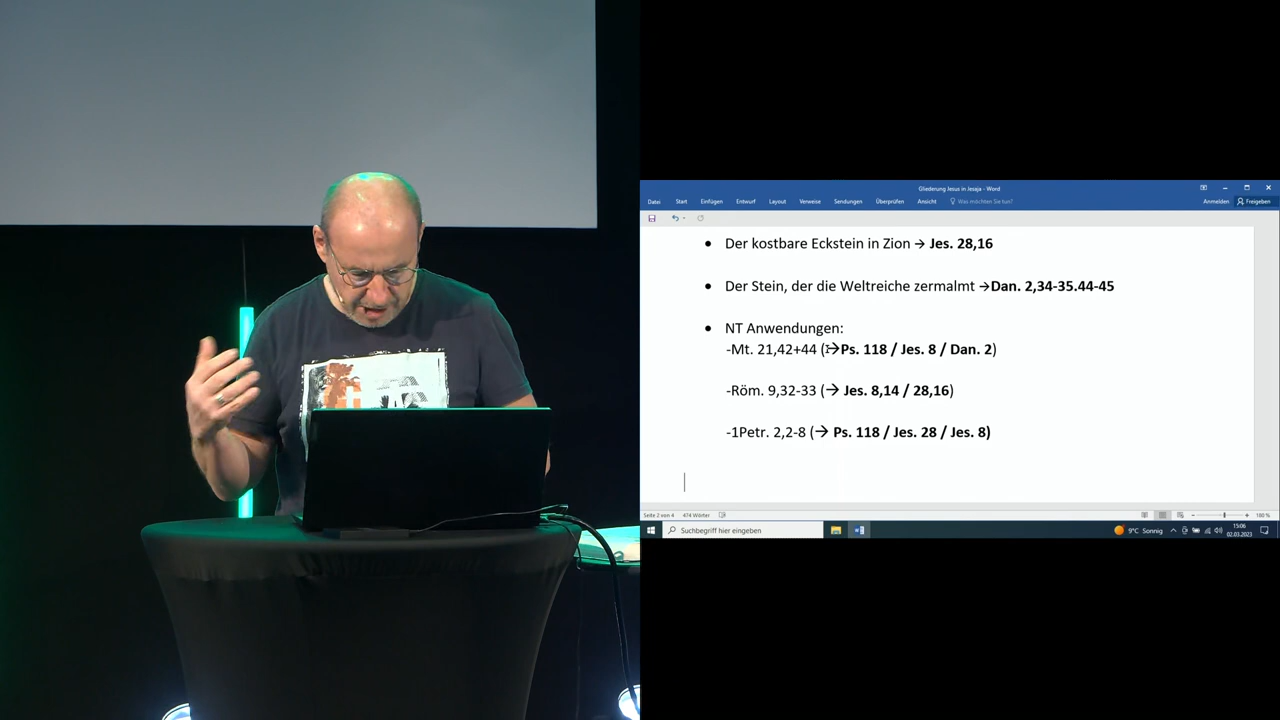 Gliederung Jesus in Jesaja - Word
Datei Start Einfügen Entwurf Layout Verweise Sendungen Überprüfen Ansicht Was möchten Sie tun? Anmelden Freigeben
• Der kostbare Eckstein in Zion → Jes. 28,16
• Der Stein, der die Weltreiche zermalmt →Dan. 2,34-35.44-45
• NT Anwendungen:
-Mt. 21,42+44 (→Ps. 118 / Jes. 8 / Dan. 2)
-Röm. 9,32-33 (→ Jes. 8,14 / 28,16)
-1Petr. 2,2-8 (→ Ps. 118 / Jes. 28 / Jes. 8)
Seite 2 von 4 474 Wörter 180 %
Suchbegriff hier eingeben 9°C Sonnig 15:06
02.03.2023